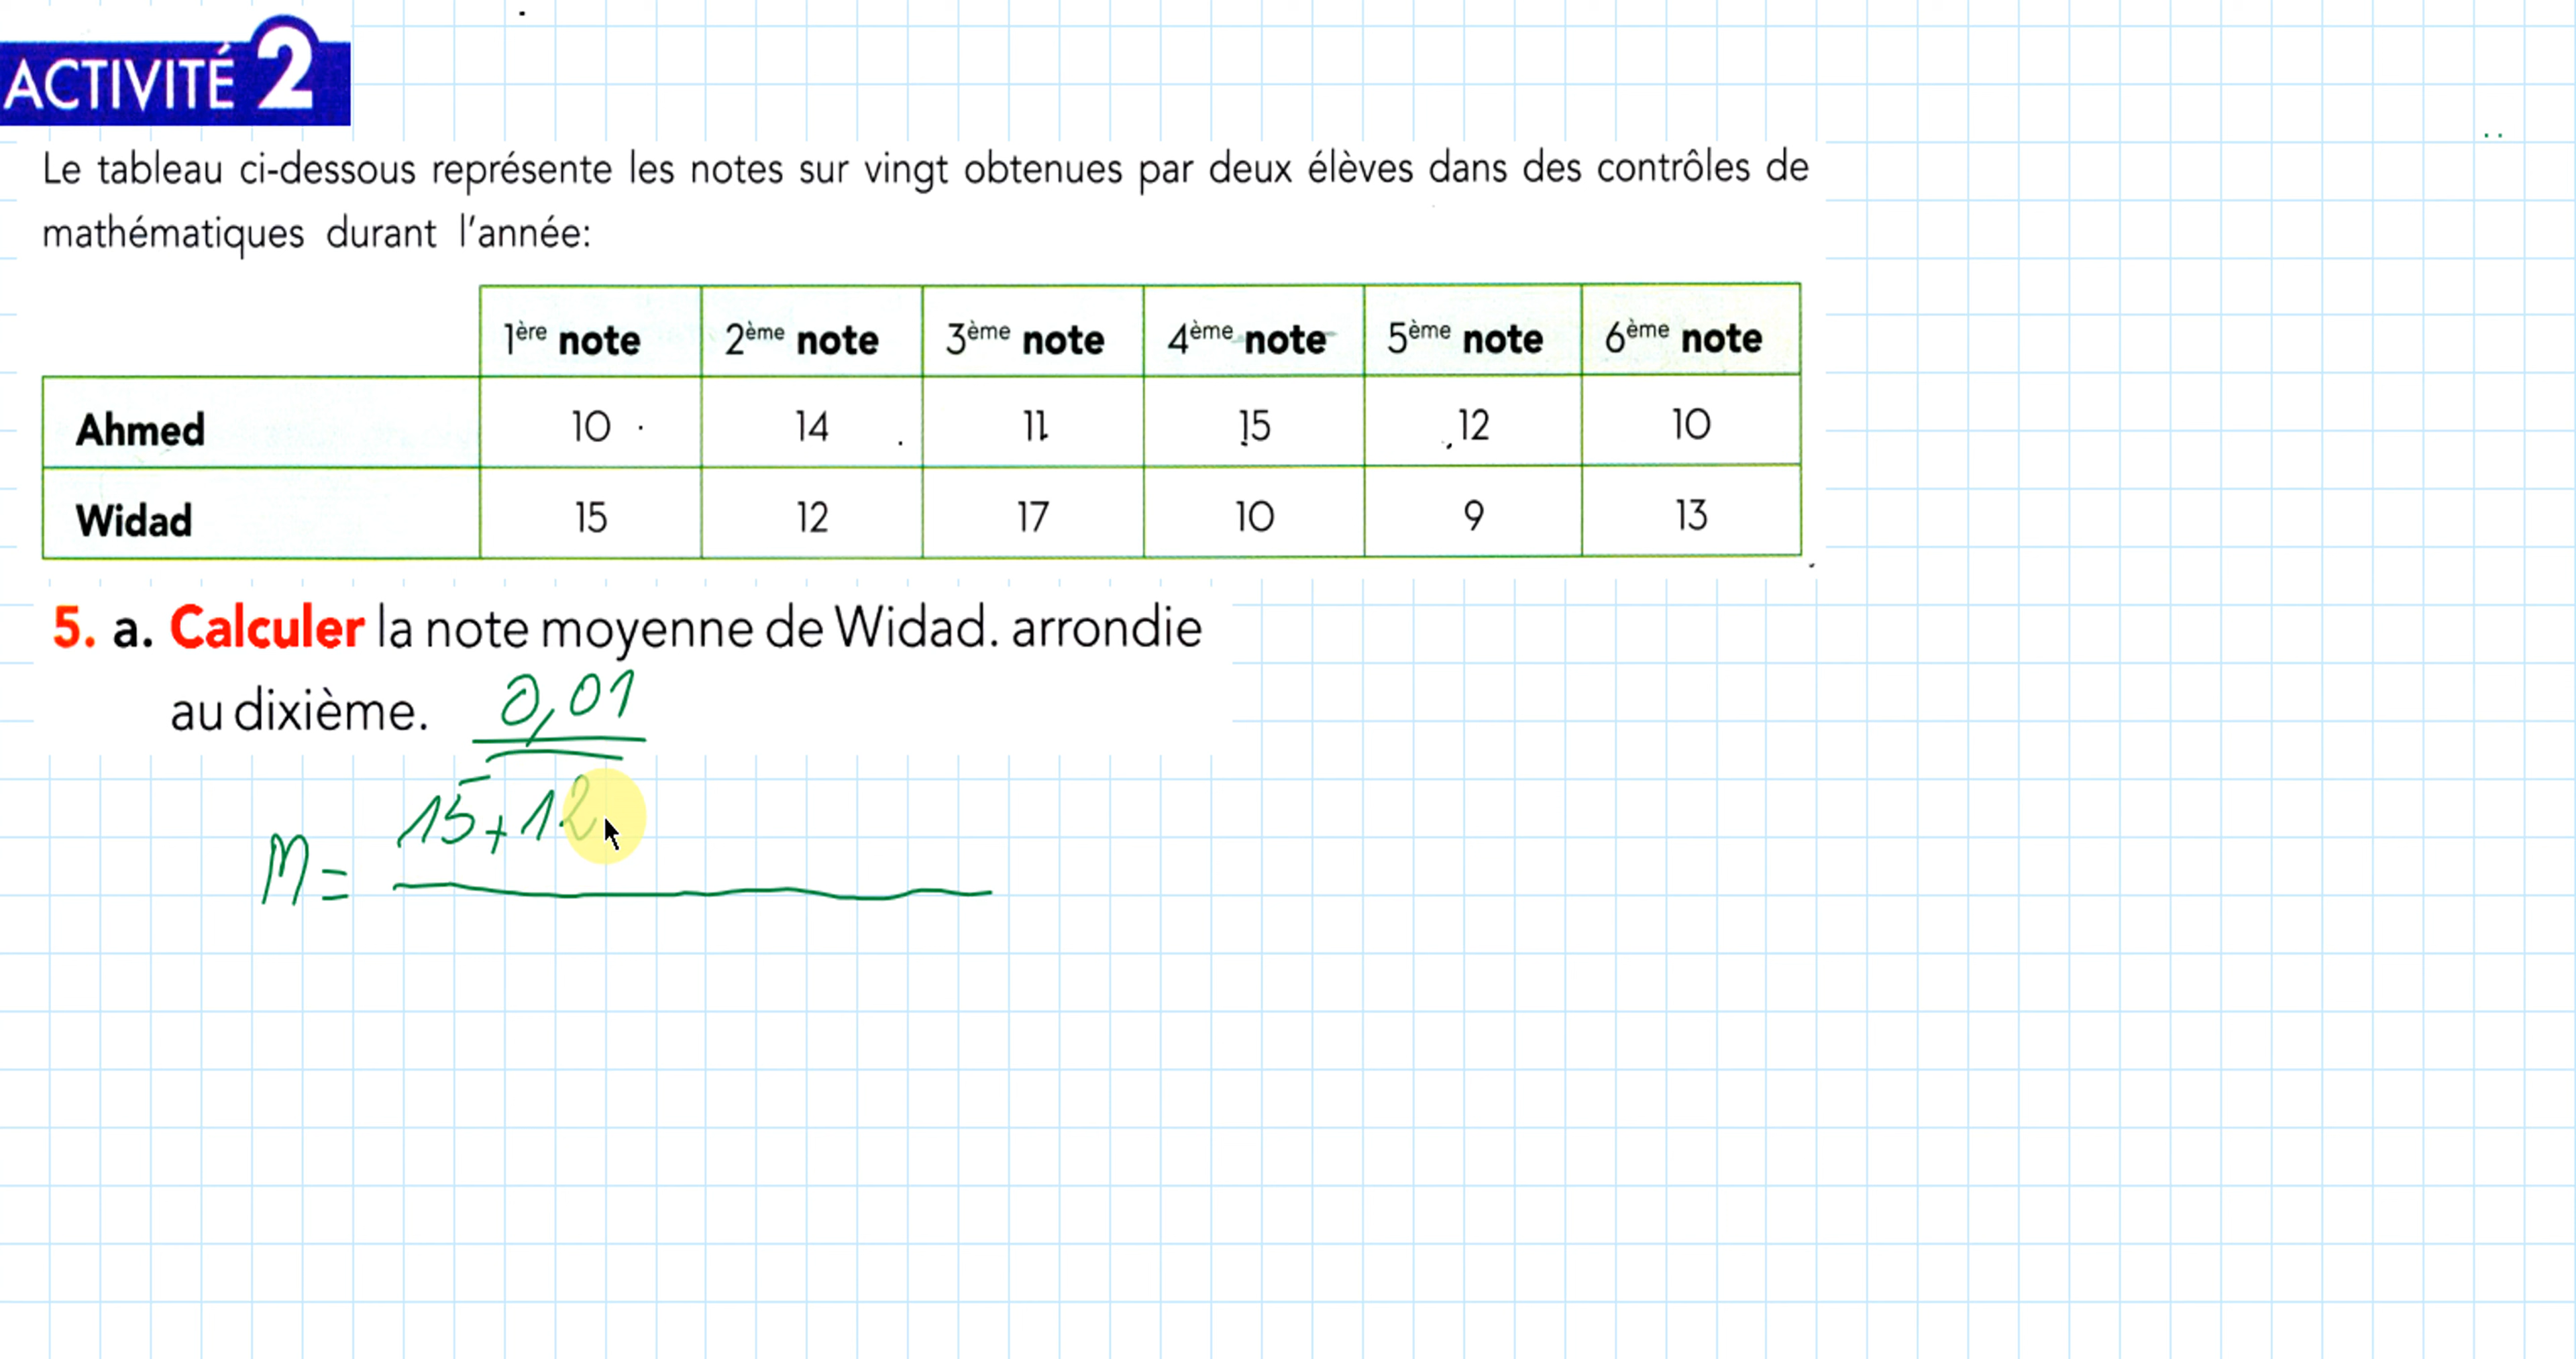 ACTIVITÉ 2
Le tableau ci-dessous représente les notes sur vingt obtenues par deux élèves dans des contrôles de
mathématiques durant l'année:
1ère note 2ème note 3ème note 4ème note 5ème note 6ème note
Ahmed 10 14 11 15 12 10
Widad 15 12 17 10 9 13
5. a. Calculer la note moyenne de Widad. arrondie
au dixième. 0,01
15+12
M=